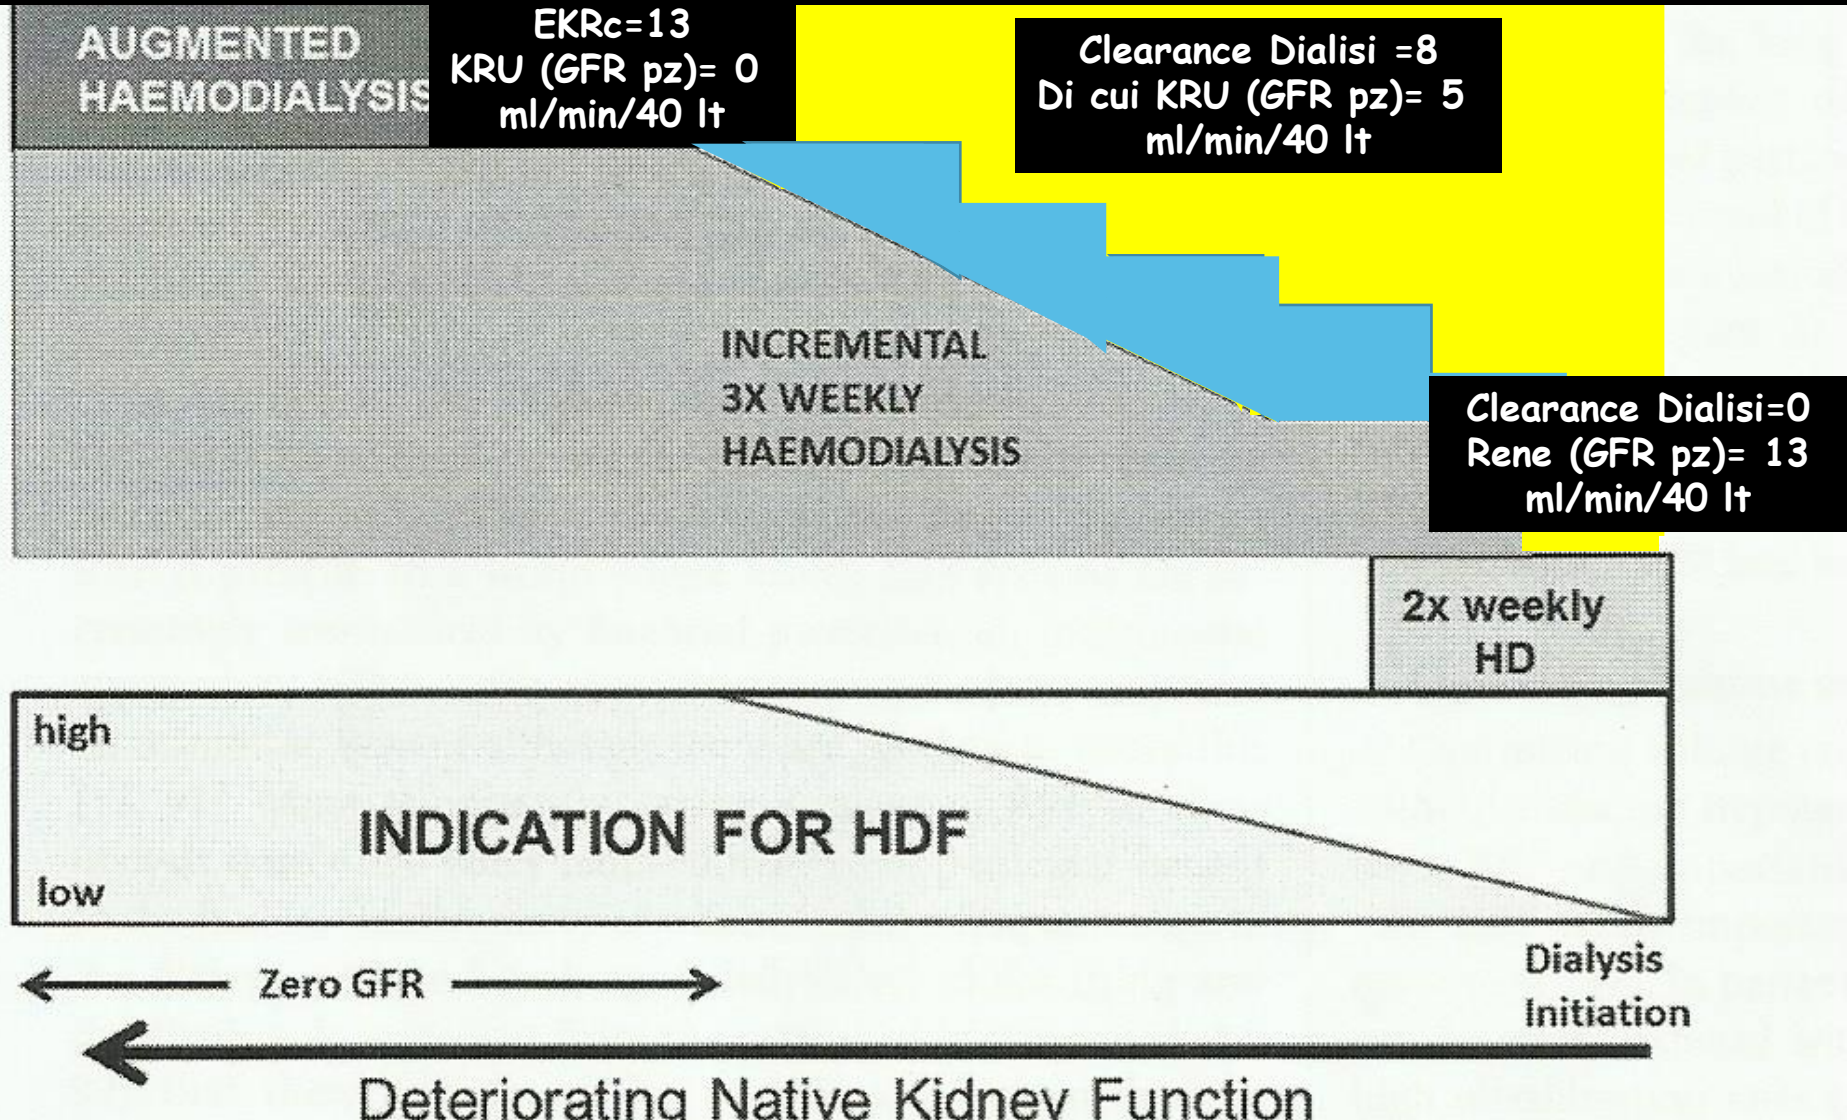 AUGMENTED
HAEMODIALYSIS
EKRc=13
KRU (GFR pz)= 0
ml/min/40 lt
Clearance Dialisi =8
Di cui KRU (GFR pz)= 5
ml/min/40 lt
INCREMENTAL
3X WEEKLY
HAEMODIALYSIS
Clearance Dialisi=0
Rene (GFR pz)= 13
ml/min/40 lt
2x weekly
HD
high
INDICATION FOR HDF
low
Zero GFR
Dialysis
Initiation
Deteriorating Native Kidney Function